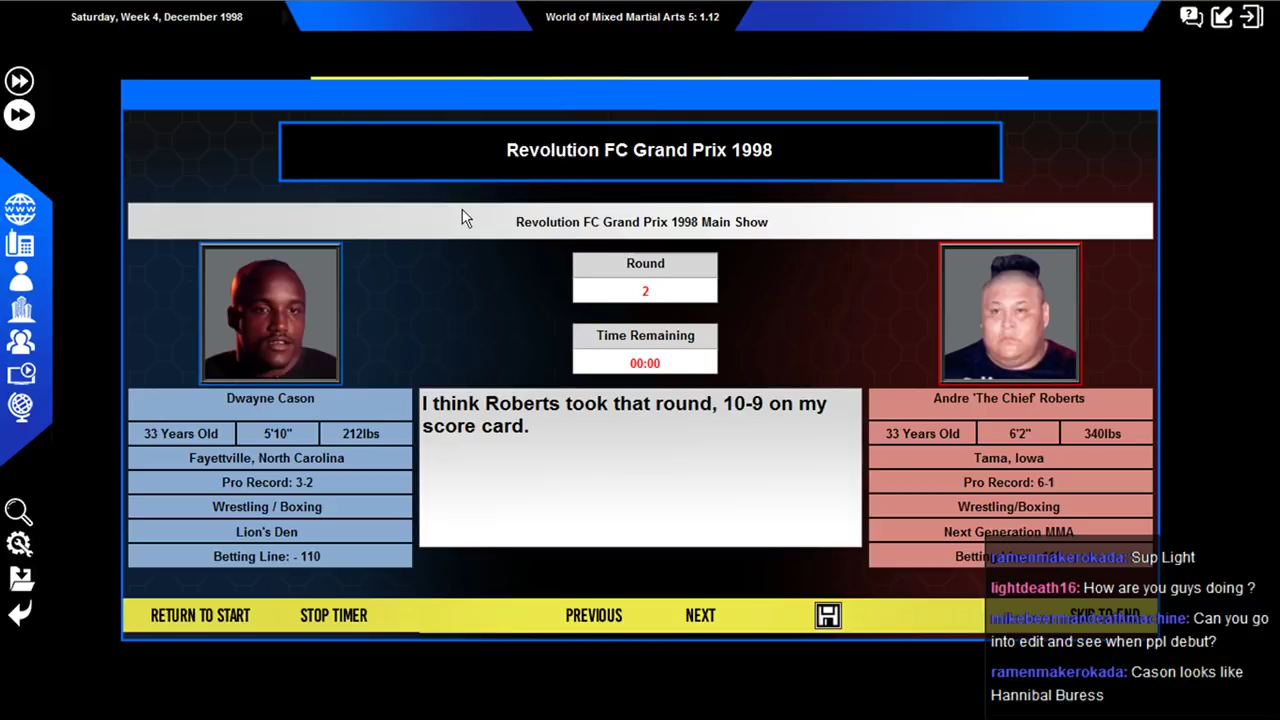 Saturday, Week 4, December 1998
World of Mixed Martial Arts 5: 1.12
Revolution FC Grand Prix 1998
Revolution FC Grand Prix 1998 Main Show
Round
2
Time Remaining
00:00
Dwayne Cason
33 Years Old 5'10" 212lbs
Fayettville, North Carolina
Pro Record: 3-2
Wrestling / Boxing
Lion's Den
Betting Line: - 110
I think Roberts took that round, 10-9 on my
score card.
Andre 'The Chief' Roberts
33 Years Old 6'2" 340lbs
Tama, Iowa
Pro Record: 6-1
Wrestling/Boxing
Next Generation MMA
RETURN TO START STOP TIMER PREVIOUS NEXT SKIP TO END
ramenmakerokada: Sup Light
lightdeath16: How are you guys doing ?
mikebeermaddeathmachine: Can you go
into edit and see when ppl debut?
ramenmakerokada: Cason looks like
Hannibal Buress
WWW